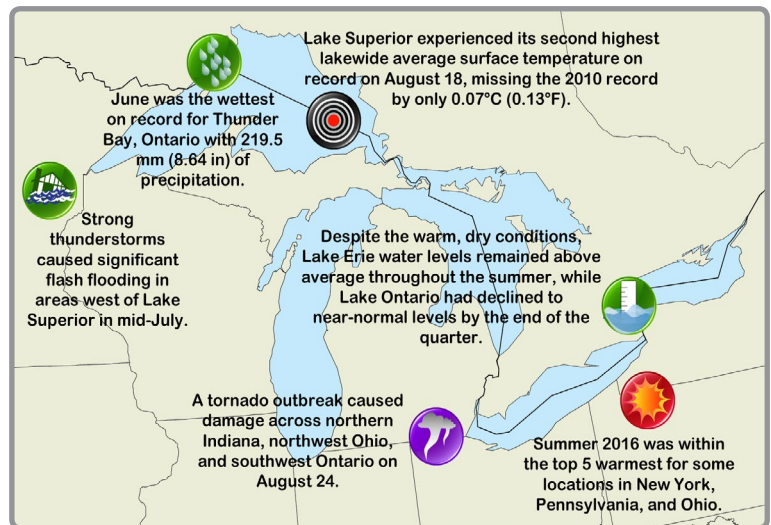 Lake Superior experienced its second highest
lakewide average surface temperature on
record on August 18, missing the 2010 record
by only 0.07°C (0.13°F).
June was the wettest
on record for Thunder
Bay, Ontario with 219.5
mm (8.64 in) of
precipitation.
Strong
thunderstorms
caused significant
flash flooding in
areas west of Lake
Superior in mid-July.
Despite the warm, dry conditions,
Lake Erie water levels remained above
average throughout the summer, while
Lake Ontario had declined to
near-normal levels by the end of the
quarter.
A tornado outbreak caused
damage across northern
Indiana, northwest Ohio,
and southwest Ontario on
August 24.
Summer 2016 was within
the top 5 warmest for some
locations in New York,
Pennsylvania, and Ohio.